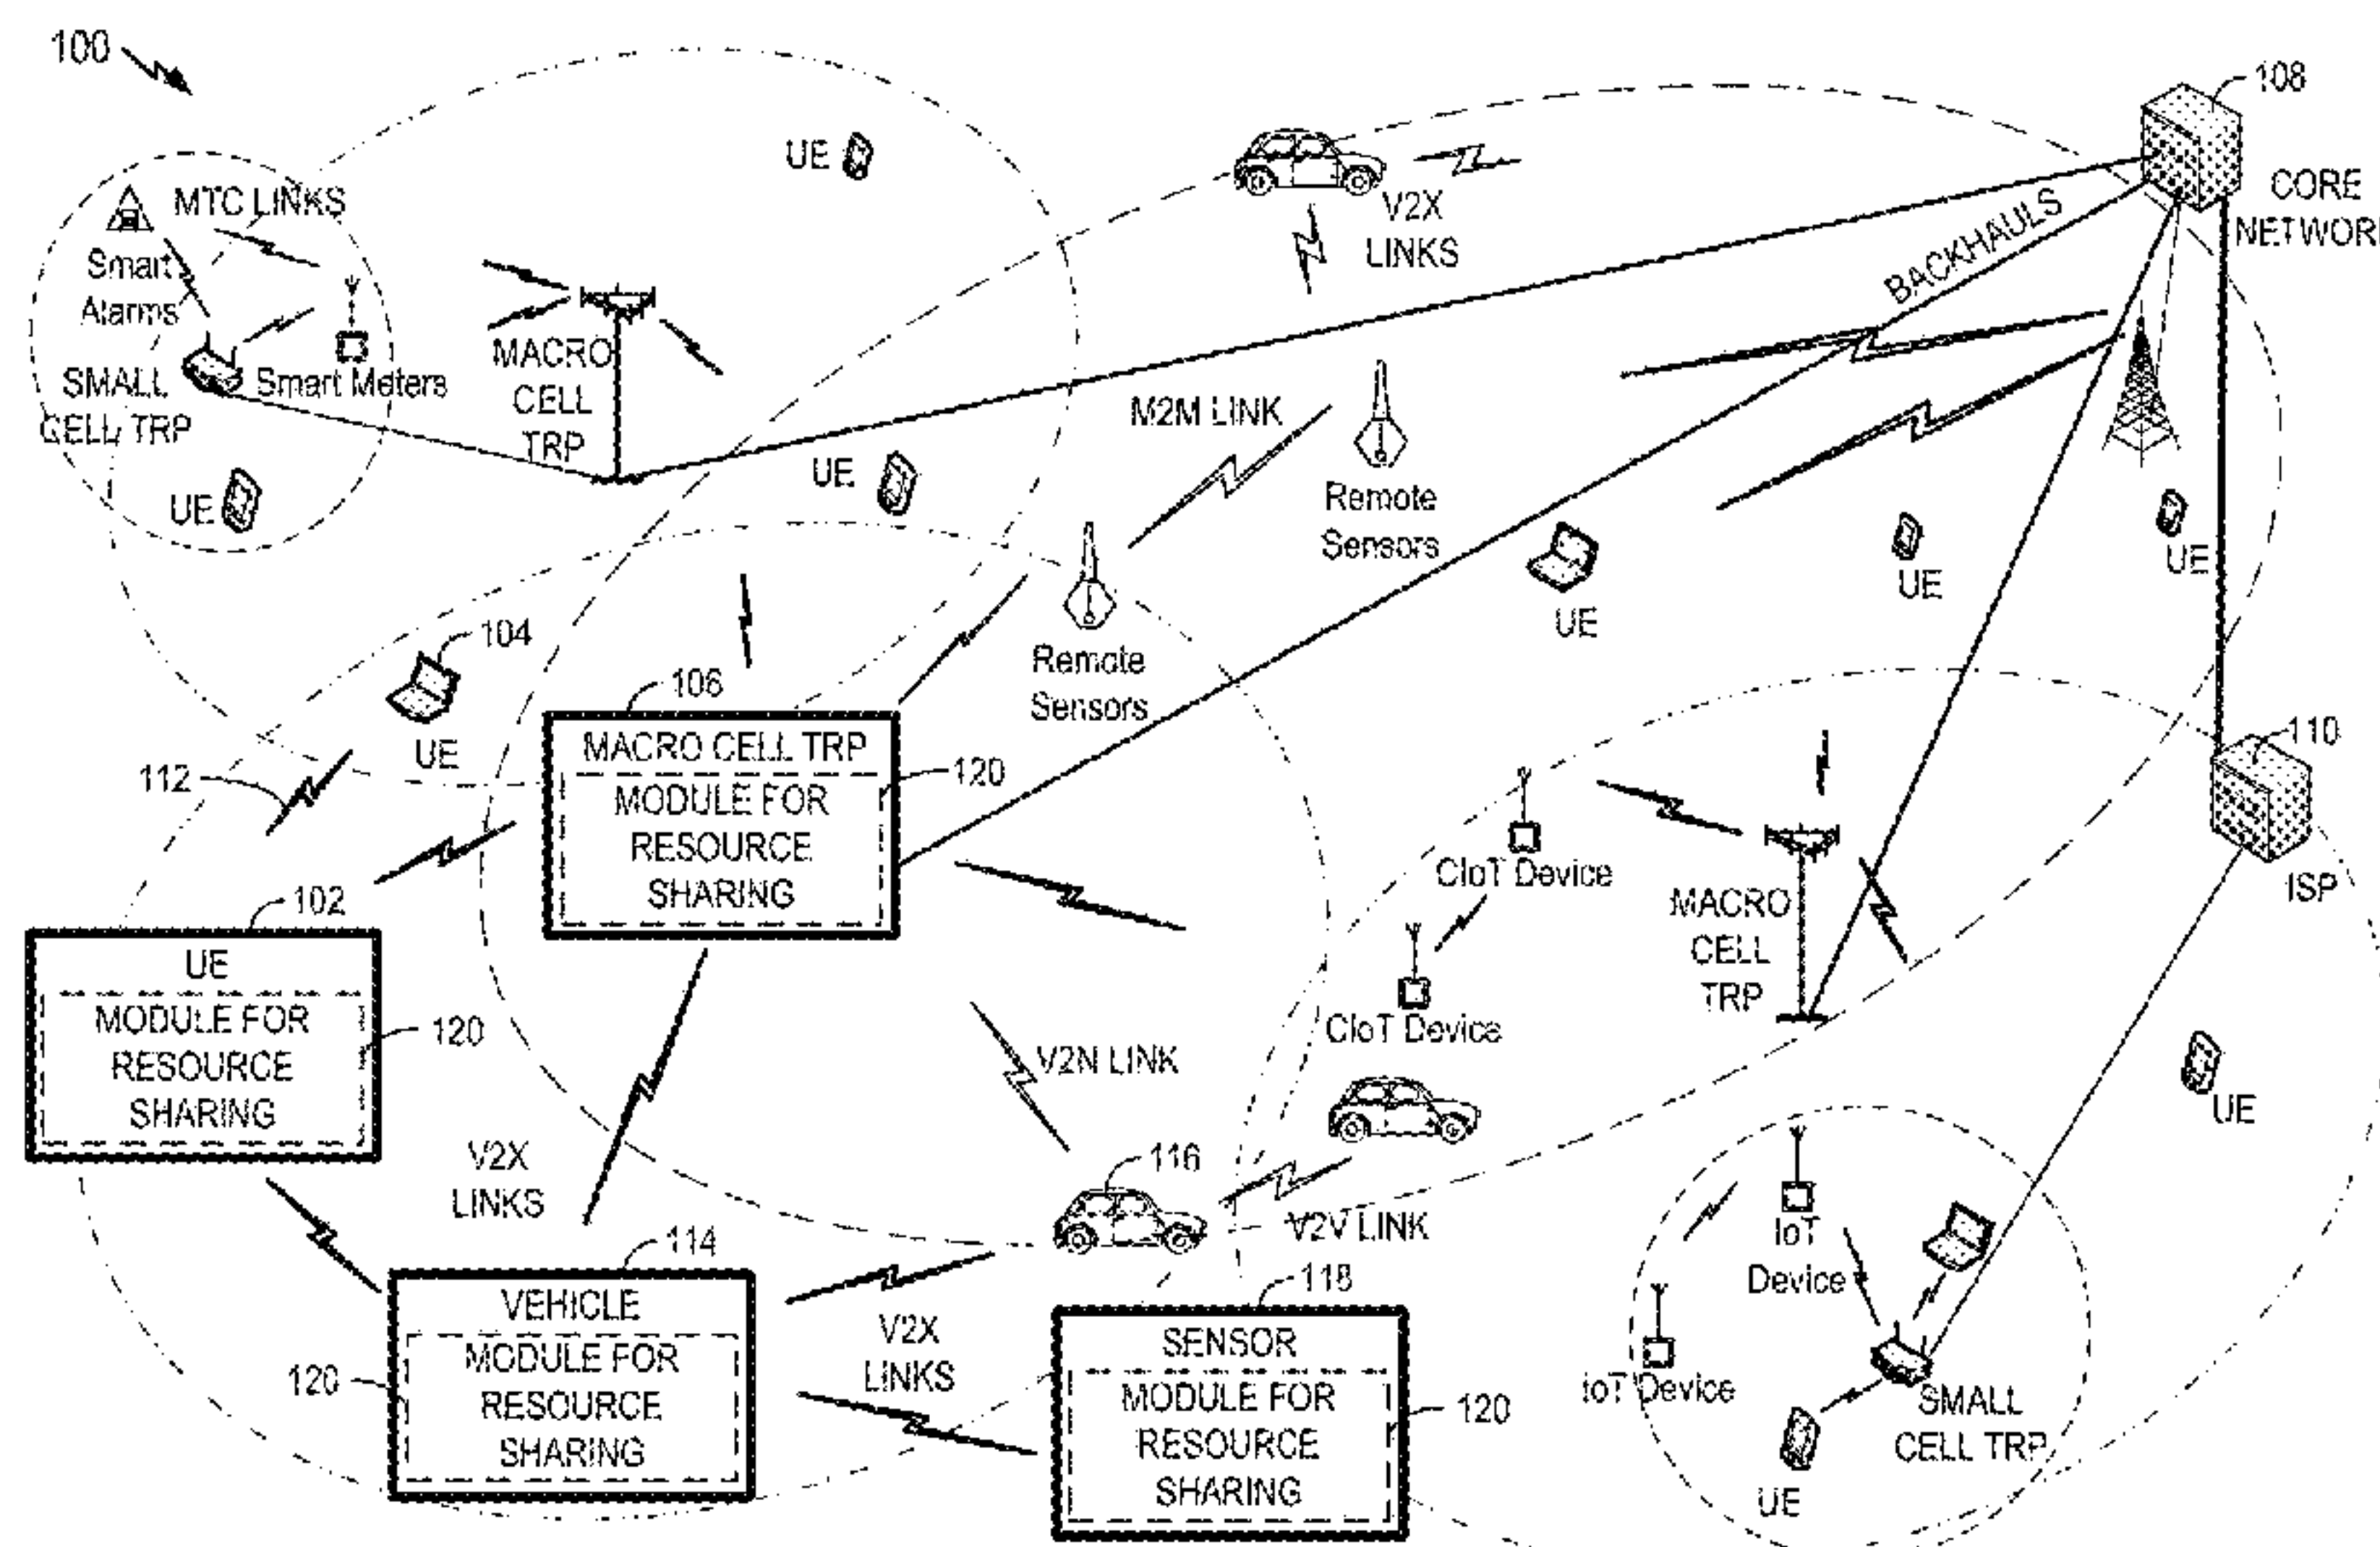 100
108
UE
MTC LINKS
CORE
V2X
LINKS
BACKHAULS
Smart
Alarms
MACRO
CELL
TRP
SMALL
CELL TRP
Smart Meters
M2M LINK
UE
UE
Remote
Sensors
UE
UE
UE
104
UE
Remote
Sensors
106
MACRO CELL TRP
MODULE FOR
RESOURCE
SHARING
120
112
110
ISP
CIoT Device
MACRO
CELL
TRP
102
UE
MODULE FOR
RESOURCE
SHARING
120
CIoT Device
V2N LINK
UE
V2X
LINKS
116
V2V LINK
IoT
Device
114
VEHICLE
MODULE FOR
RESOURCE
SHARING
120
V2X
LINKS
118
SENSOR
MODULE FOR
RESOURCE
SHARING
120
IoT Device
SMALL
CELL TRP
UE